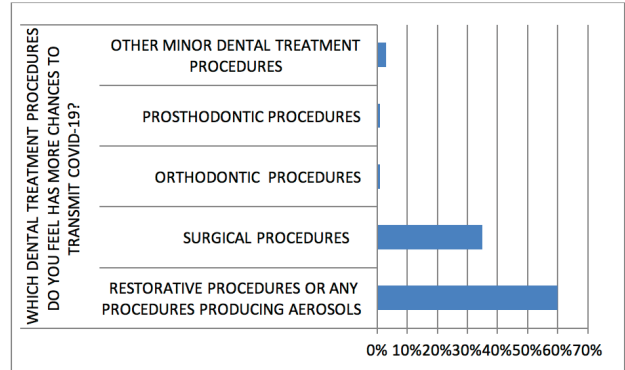 WHICH DENTAL TREATMENT PROCEDURES
DO YOU FEEL HAS MORE CHANCES TO
TRANSMIT COVID-19?
OTHER MINOR DENTAL TREATMENT
PROCEDURES
PROSTHODONTIC PROCEDURES
ORTHODONTIC PROCEDURES
SURGICAL PROCEDURES
RESTORATIVE PROCEDURES OR ANY
PROCEDURES PRODUCING AEROSOLS
0% 10%20%30%40%50%60%70%